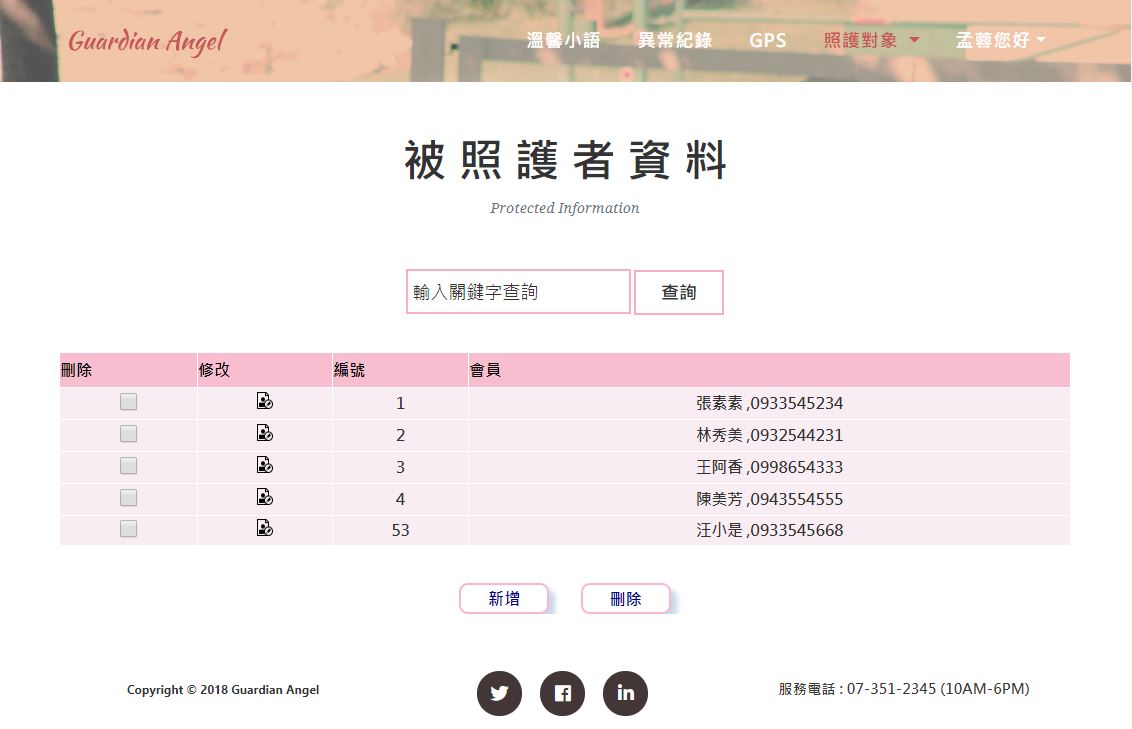 Guardian Angel 溫馨小語 異常紀錄 GPS 照護對象 孟蓉您好
被照護者資料
Protected Information
輸入關鍵字查詢 查詢
刪除 修改 編號 會員
1 張素素 ,0933545234
2 林秀美 ,0932544231
3 王阿香 ,0998654333
4 陳美芳 ,0943554555
53 汪小是 ,0933545668
新增 刪除
Copyright © 2018 Guardian Angel 服務電話 : 07-351-2345 (10AM-6PM)